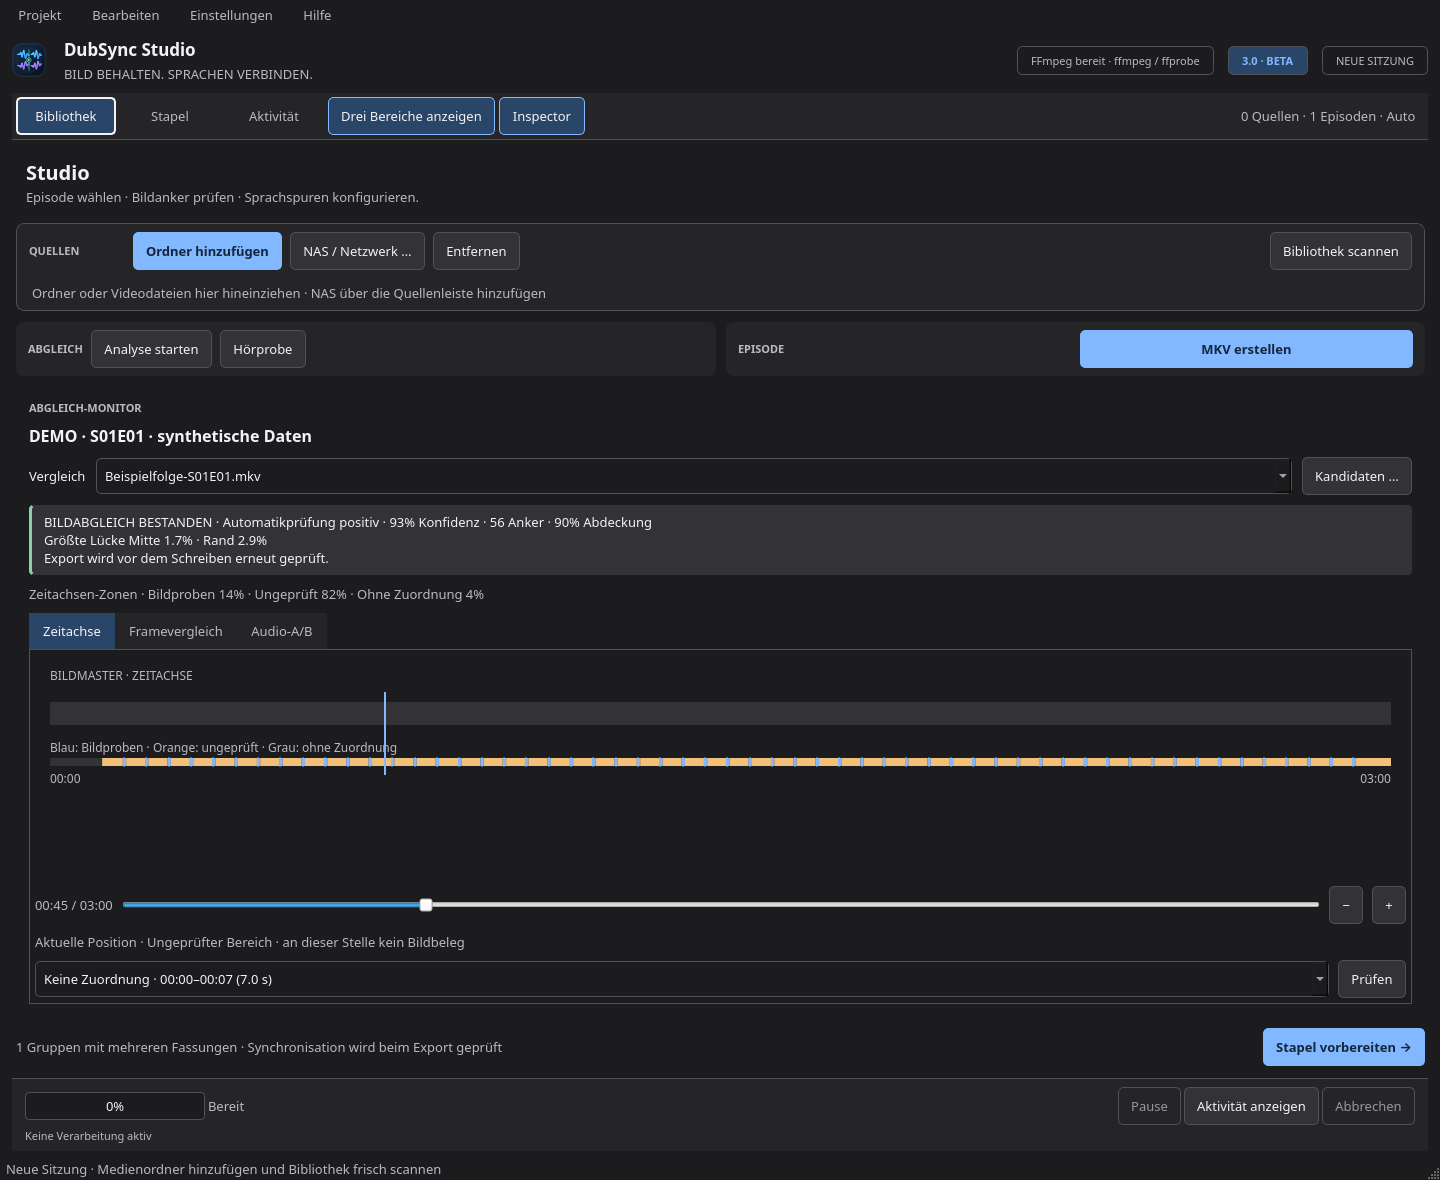 Projekt Bearbeiten Einstellungen Hilfe
DubSync Studio
BILD BEHALTEN. SPRACHEN VERBINDEN.
FFmpeg bereit · ffmpeg / ffprobe
3.0 · BETA
NEUE SITZUNG
Bibliothek Stapel Aktivität Drei Bereiche anzeigen Inspector
0 Quellen · 1 Episoden · Auto
Studio
Episode wählen · Bildanker prüfen · Sprachspuren konfigurieren.
QUELLEN Ordner hinzufügen NAS / Netzwerk ... Entfernen Bibliothek scannen
Ordner oder Videodateien hier hineinziehen · NAS über die Quellenleiste hinzufügen
ABGLEICH Analyse starten Hörprobe
EPISODE MKV erstellen
ABGLEICH-MONITOR
DEMO · S01E01 · synthetische Daten
Vergleich Beispielfolge-S01E01.mkv Kandidaten ...
BILDABGLEICH BESTANDEN · Automatikprüfung positiv · 93% Konfidenz · 56 Anker · 90% Abdeckung
Größte Lücke Mitte 1.7% · Rand 2.9%
Export wird vor dem Schreiben erneut geprüft.
Zeitachsen-Zonen · Bildproben 14% · Ungeprüft 82% · Ohne Zuordnung 4%
Zeitachse Framevergleich Audio-A/B
BILDMASTER · ZEITACHSE
Blau: Bildproben · Orange: ungeprüft · Grau: ohne Zuordnung
00:00 03:00
00:45 / 03:00 − +
Aktuelle Position · Ungeprüfter Bereich · an dieser Stelle kein Bildbeleg
Keine Zuordnung · 00:00–00:07 (7.0 s) Prüfen
1 Gruppen mit mehreren Fassungen · Synchronisation wird beim Export geprüft
Stapel vorbereiten →
0% Bereit Pause Aktivität anzeigen Abbrechen
Keine Verarbeitung aktiv
Neue Sitzung · Medienordner hinzufügen und Bibliothek frisch scannen